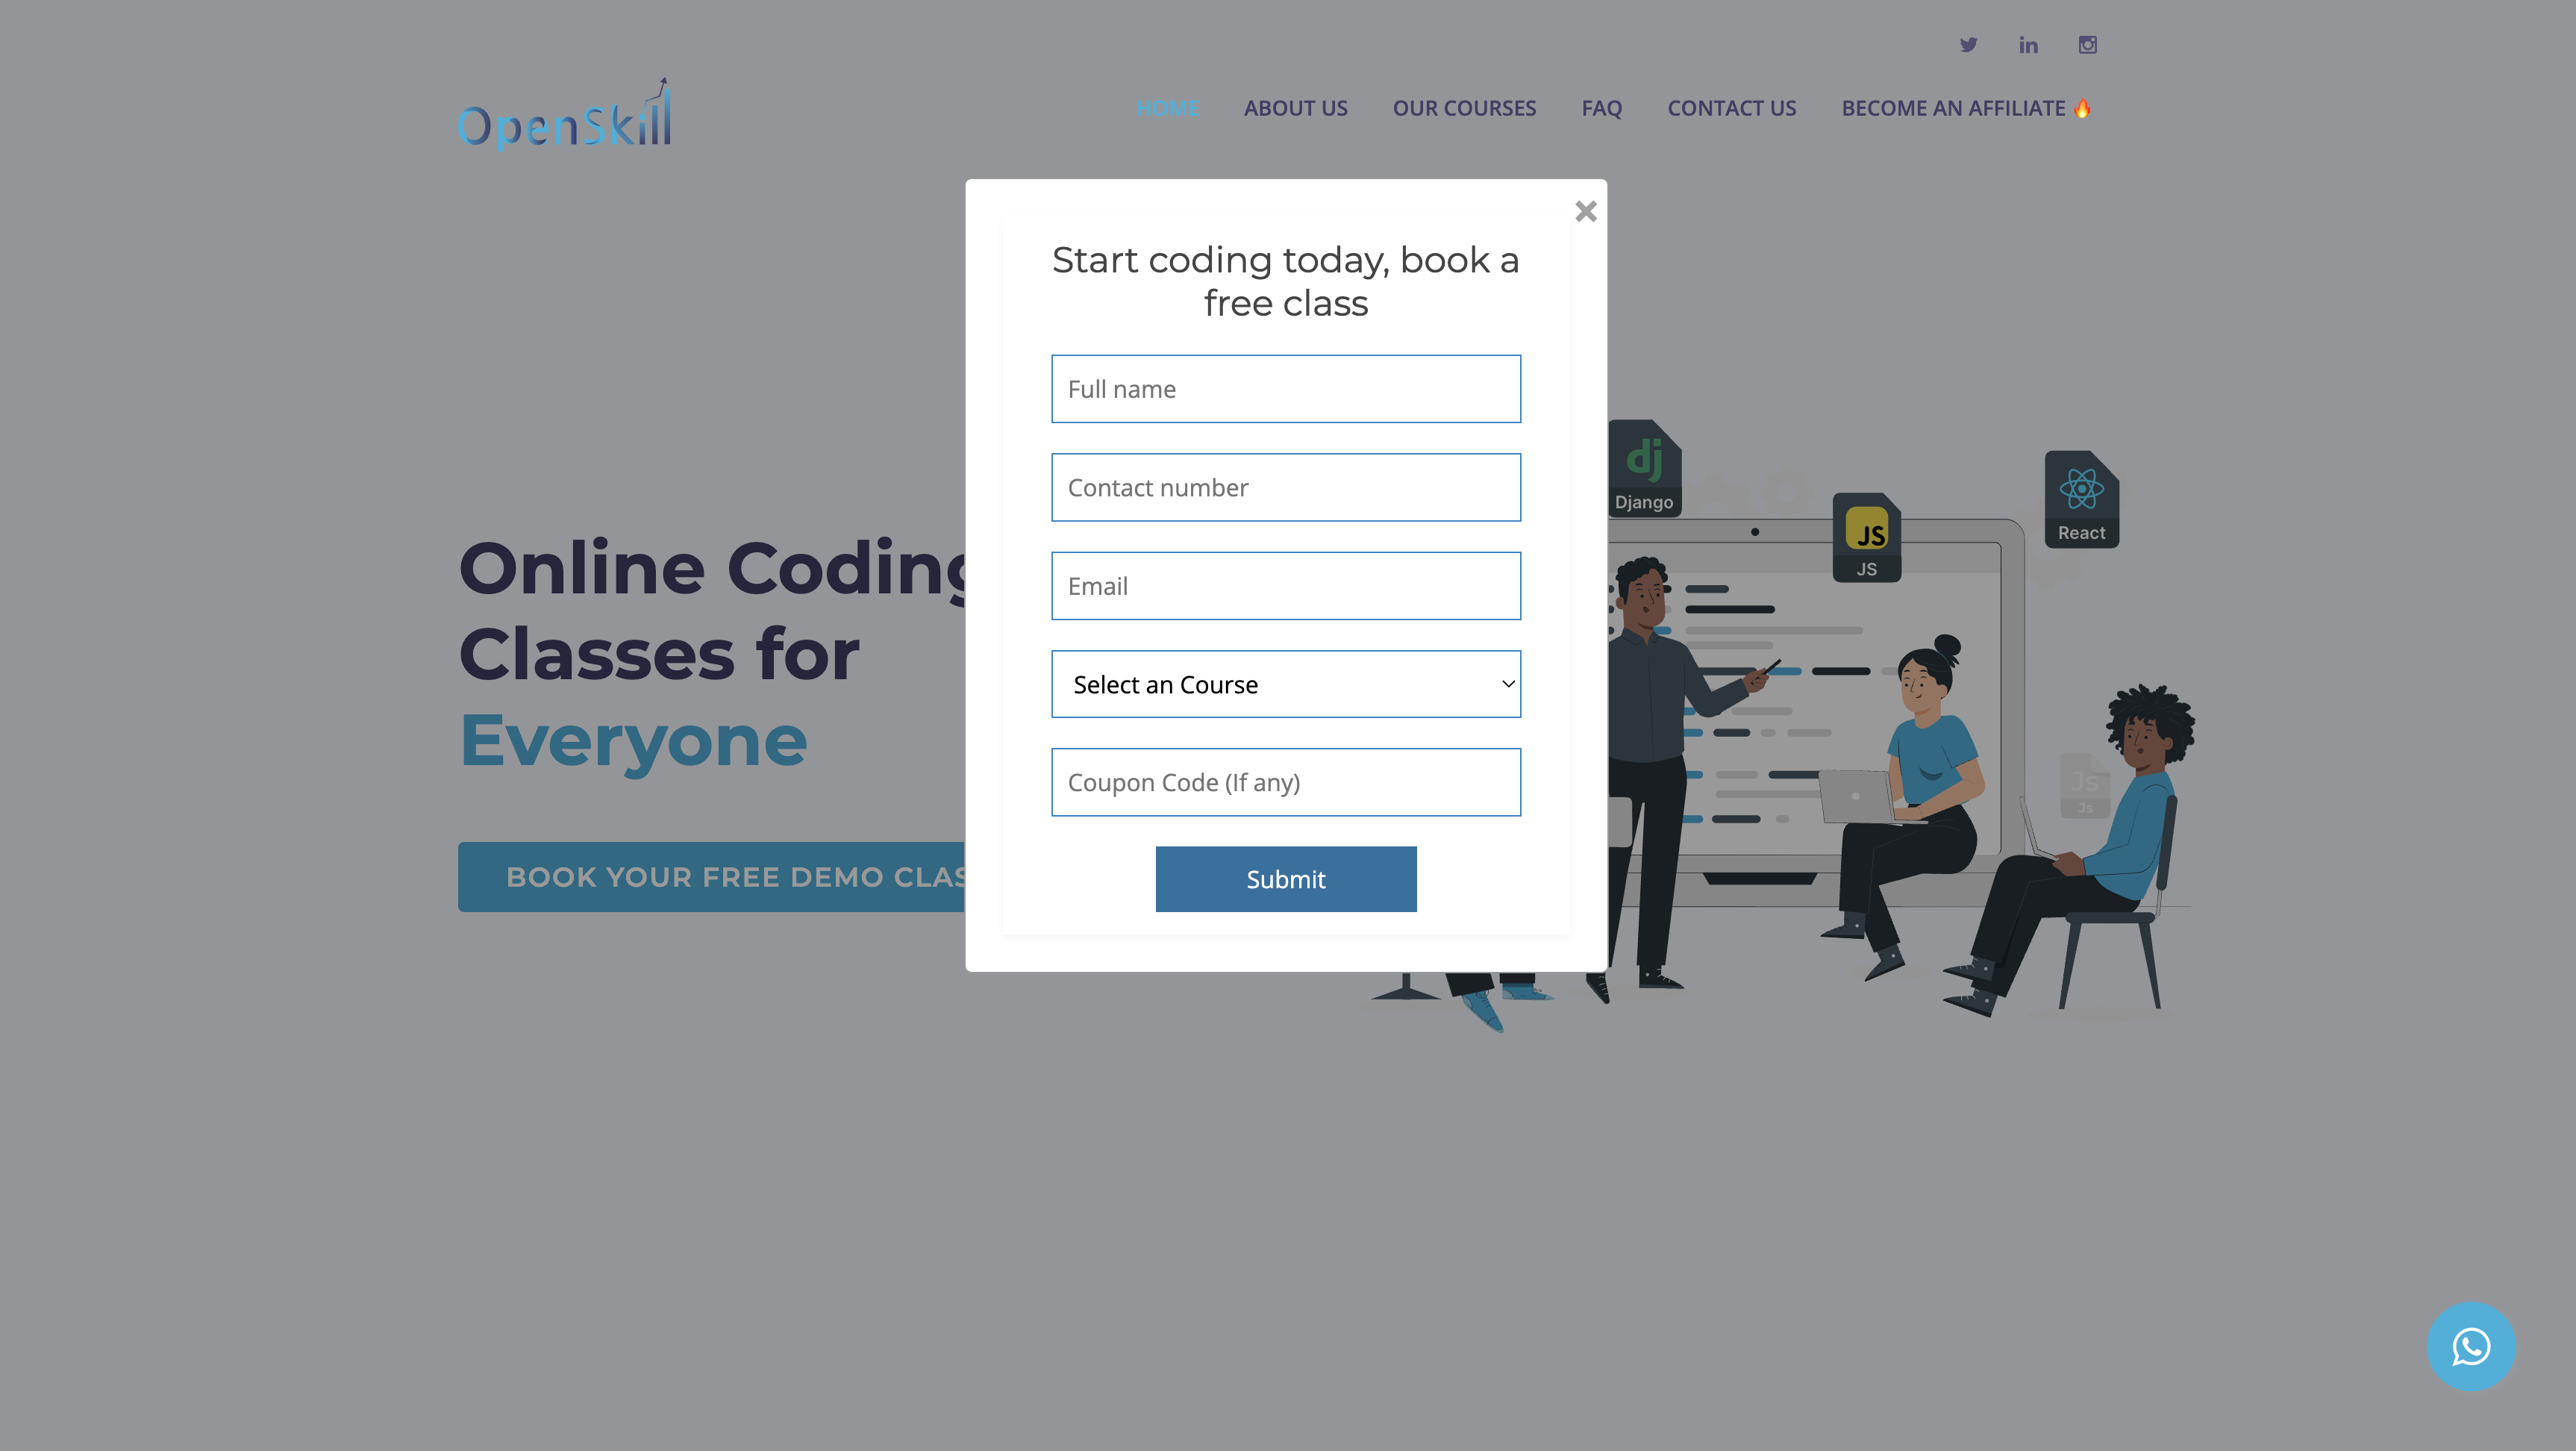 OpenSkill
HOME ABOUT US OUR COURSES FAQ CONTACT US BECOME AN AFFILIATE 🔥
Start coding today, book a
free class
Full name
Contact number
Email
Select an Course
Coupon Code (If any)
Submit
Online Coding
Classes for
Everyone
BOOK YOUR FREE DEMO CLAS
dj
Django
JS
JS
React
Js
Js